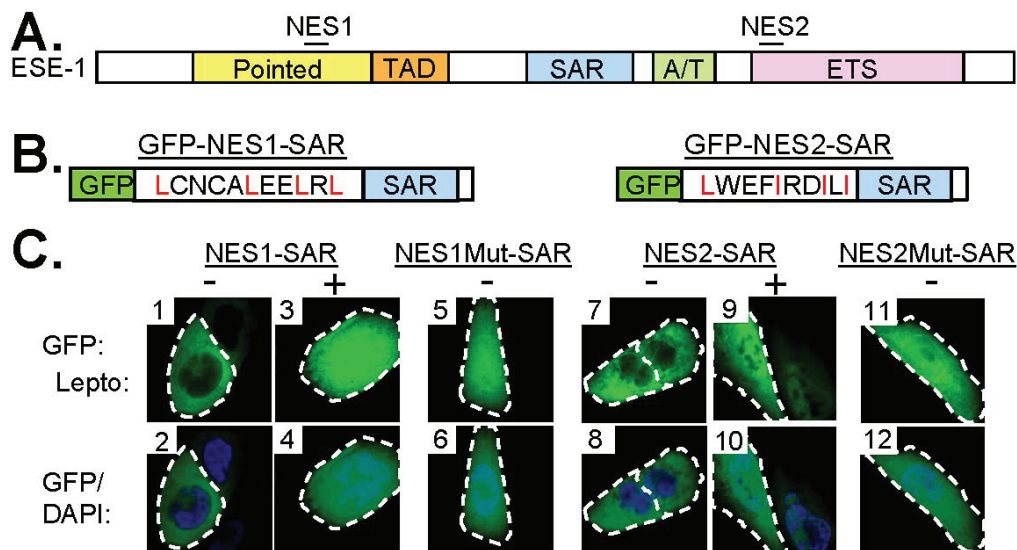 A.
NES1 NES2
ESE-1 Pointed TAD SAR A/T ETS
B.
GFP-NES1-SAR GFP-NES2-SAR
GFP LCNCALEELRL SAR GFP LWEFIRDILI SAR
C.
NES1-SAR NES1Mut-SAR NES2-SAR NES2Mut-SAR
- + - - + -
1 3 5 7 9 11
GFP:
Lepto:
2 4 6 8 10 12
GFP/
DAPI: